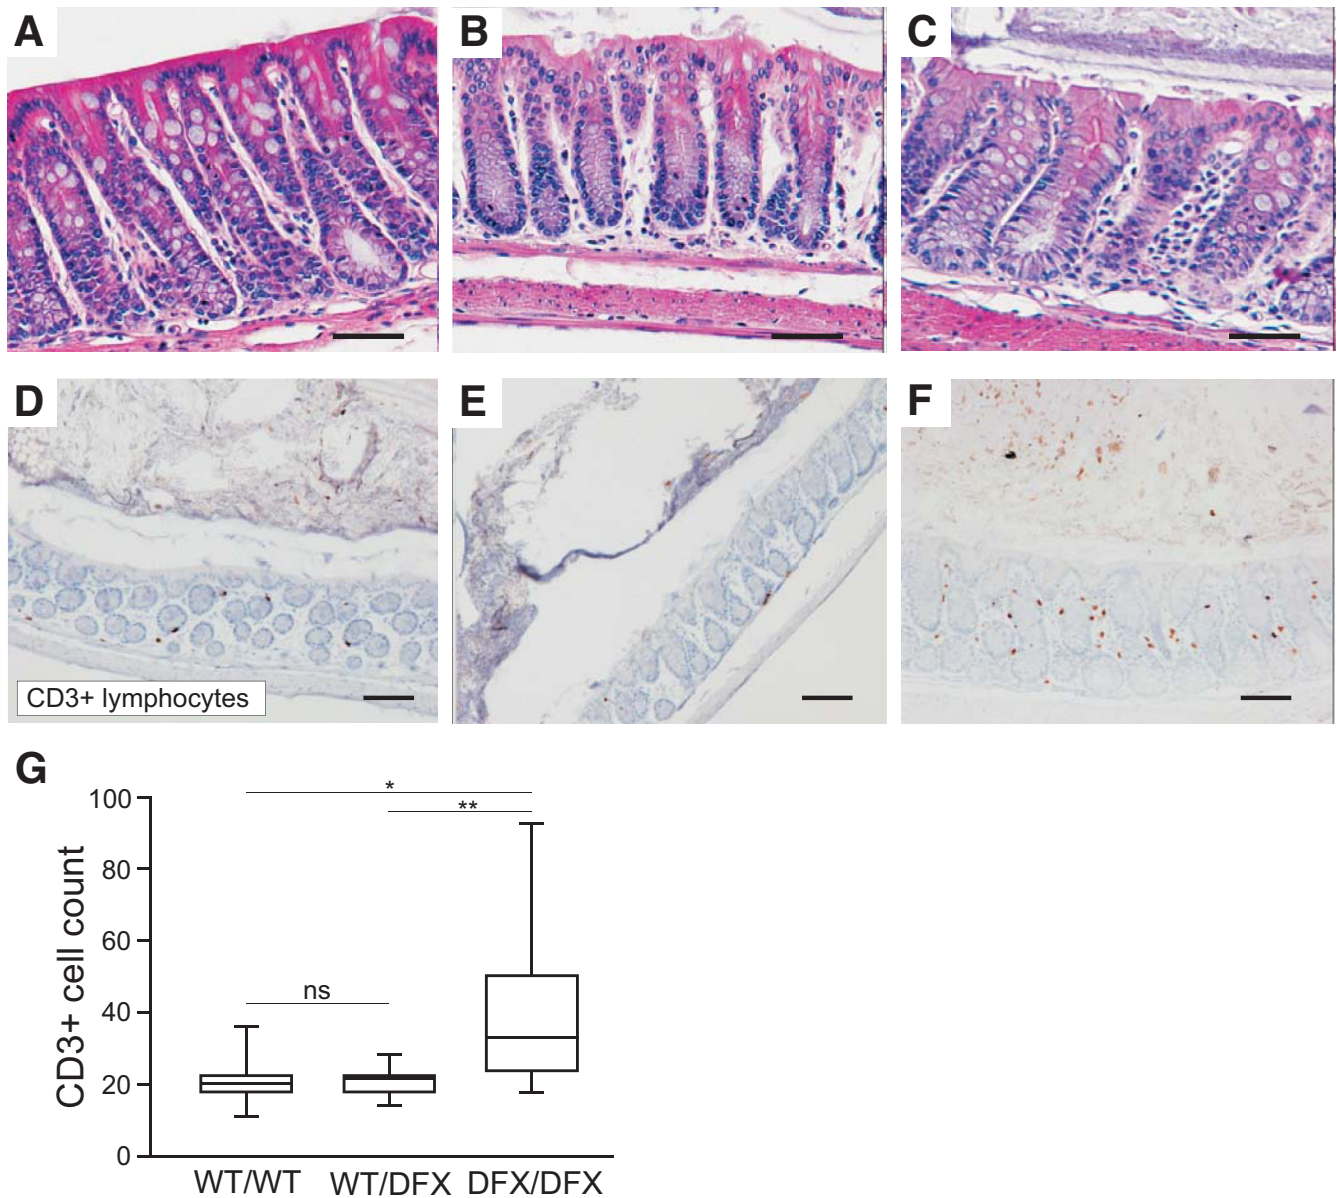 A
B
C
D
E
F
CD3+ lymphocytes
G
*
**
ns
100
80
60
40
20
0
CD3+ cell count
WT/WT
WT/DFX
DFX/DFX